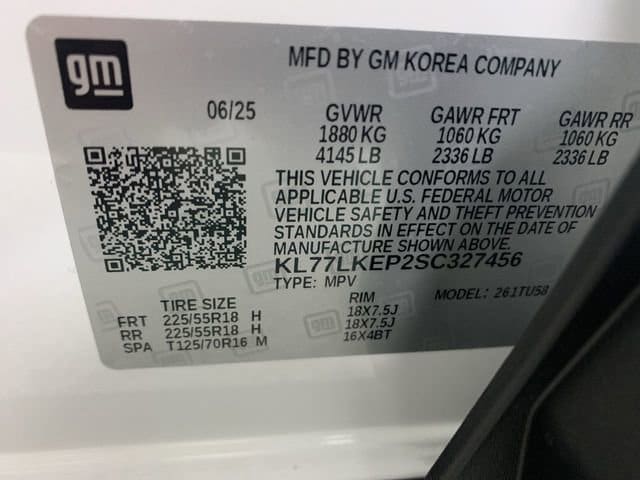 gm
MFD BY GM KOREA COMPANY
06/25
GVWR GAWR FRT GAWR RR
1880 KG 1060 KG 1060 KG
4145 LB 2336 LB 2336 LB
THIS VEHICLE CONFORMS TO ALL
APPLICABLE U.S. FEDERAL MOTOR
VEHICLE SAFETY AND THEFT PREVENTION
STANDARDS IN EFFECT ON THE DATE OF
MANUFACTURE SHOWN ABOVE.
KL77LKEP2SC327456
TYPE: MPV MODEL: 261TU58
TIRE SIZE RIM
FRT 225/55R18 H 18X7.5J
RR 225/55R18 H 18X7.5J
SPA T125/70R16 M 16X4BT
gm